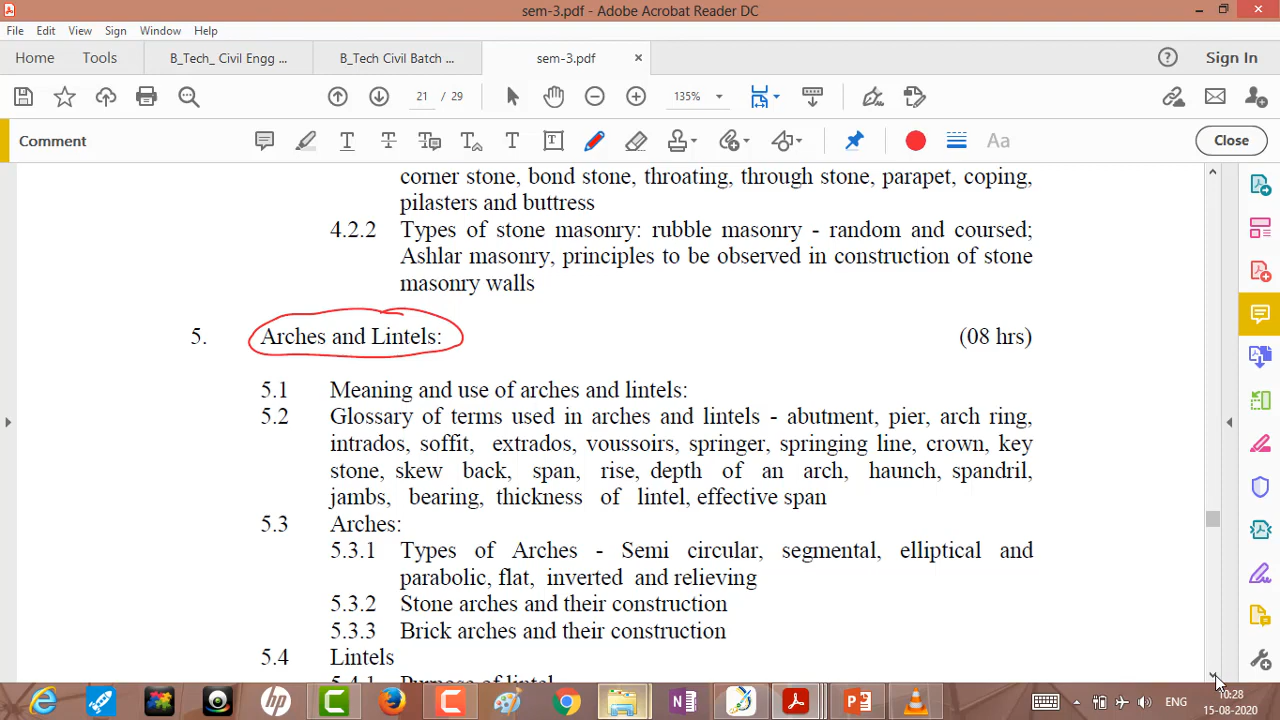 sem-3.pdf - Adobe Acrobat Reader DC
File Edit View Sign Window Help
Home Tools B_Tech_ Civil Engg ... B_Tech Civil Batch ... sem-3.pdf × ? Sign In
21 / 29 135%
Comment T T T T T T Aa Close
corner stone, bond stone, throating, through stone, parapet, coping,
pilasters and buttress
4.2.2 Types of stone masonry: rubble masonry - random and coursed;
Ashlar masonry, principles to be observed in construction of stone
masonry walls
5. Arches and Lintels: (08 hrs)
5.1 Meaning and use of arches and lintels:
5.2 Glossary of terms used in arches and lintels - abutment, pier, arch ring,
intrados, soffit, extrados, voussoirs, springer, springing line, crown, key
stone, skew back, span, rise, depth of an arch, haunch, spandril,
jambs, bearing, thickness of lintel, effective span
5.3 Arches:
5.3.1 Types of Arches - Semi circular, segmental, elliptical and
parabolic, flat, inverted and relieving
5.3.2 Stone arches and their construction
5.3.3 Brick arches and their construction
5.4 Lintels
5.4.1 Purpose of lintel
ENG 10:28
15-08-2020